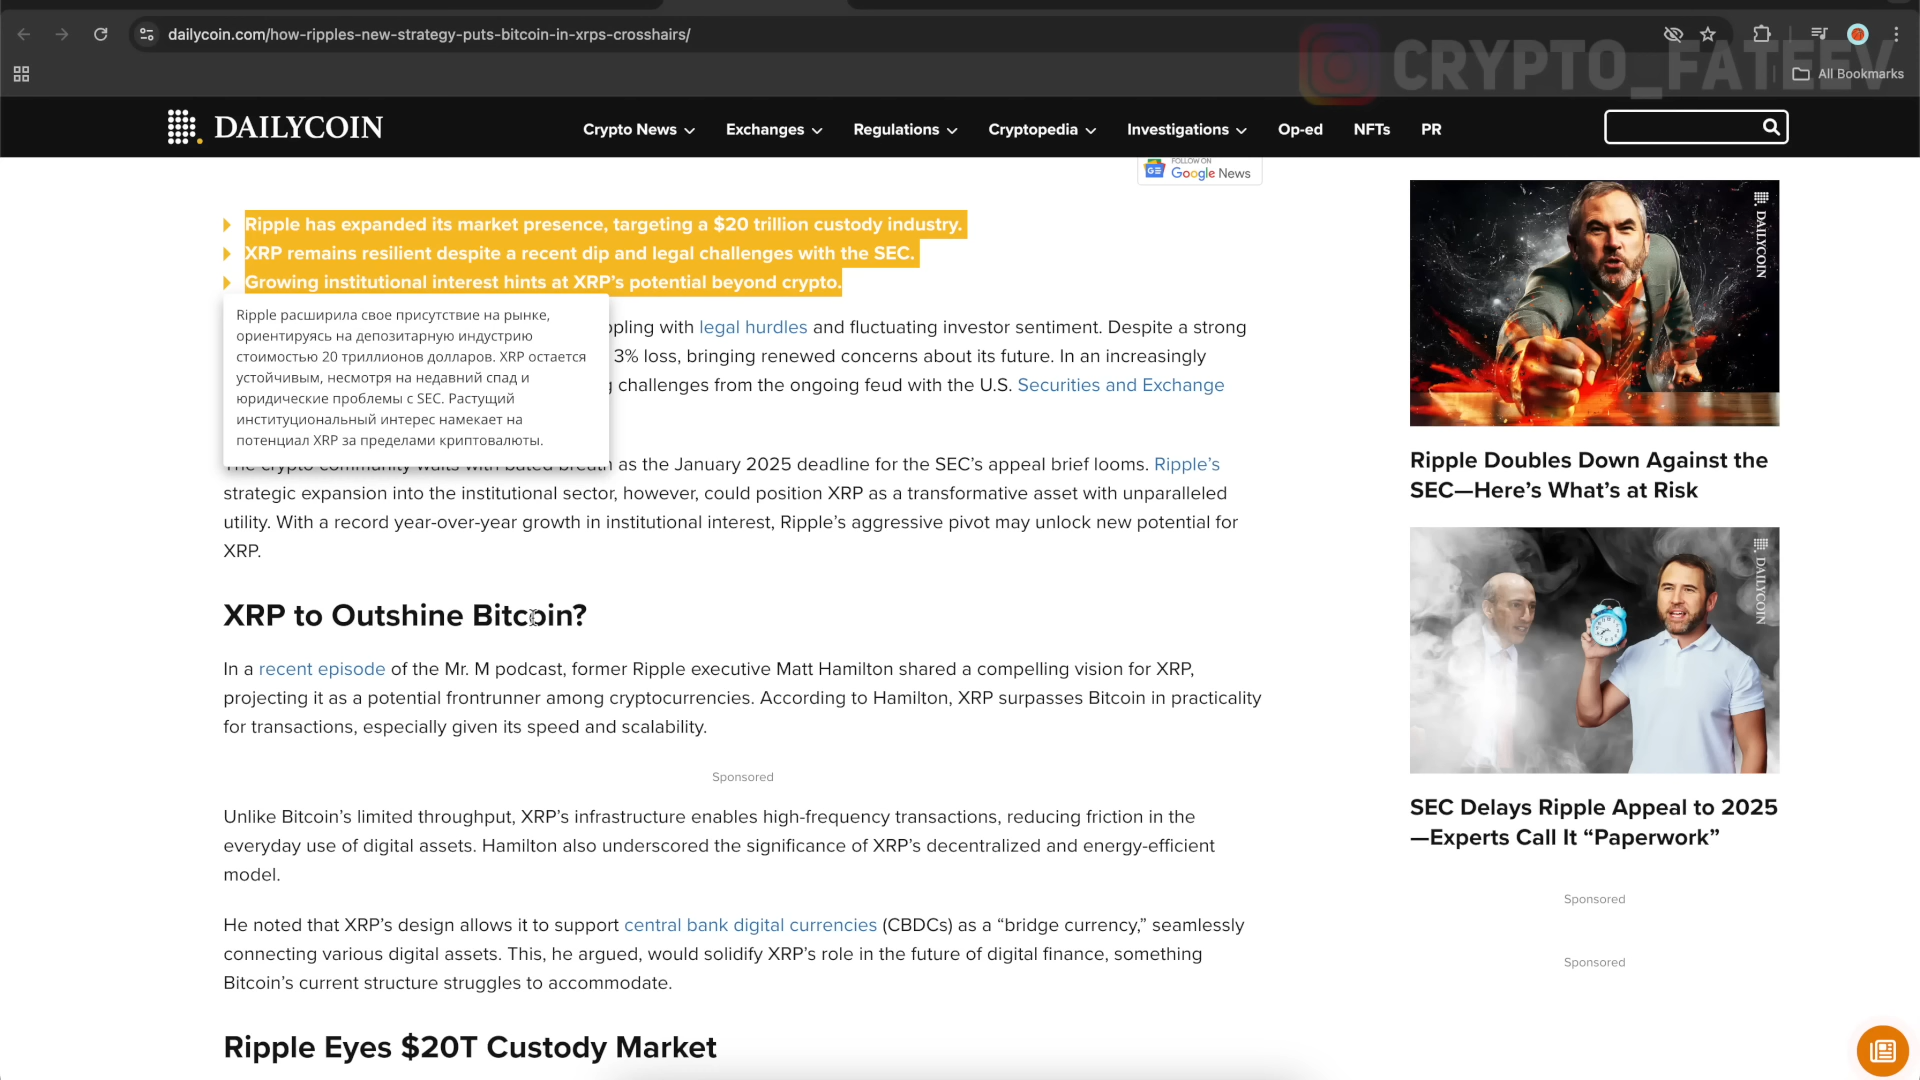 dailycoin.com/how-ripples-new-strategy-puts-bitcoin-in-xrps-crosshairs/
CRYPTO_FATEEV
All Bookmarks
DAILYCOIN
Crypto News
Exchanges
Regulations
Cryptopedia
Investigations
Op-ed
NFTs
PR
FOLLOW ON
Google News
Ripple has expanded its market presence, targeting a $20 trillion custody industry.
XRP remains resilient despite a recent dip and legal challenges with the SEC.
Growing institutional interest hints at XRP’s potential beyond crypto.
Ripple расширила свое присутствие на рынке,
ориентируясь на депозитарную индустрию
стоимостью 20 триллионов долларов. XRP остается
устойчивым, несмотря на недавний спад и
юридические проблемы с SEC. Растущий
институциональный интерес намекает на
потенциал XRP за пределами криптовалюты.
with legal hurdles and fluctuating investor sentiment. Despite a strong
3% loss, bringing renewed concerns about its future. In an increasingly
challenges from the ongoing feud with the U.S. Securities and Exchange
The crypto community waits with bated breath as the January 2025 deadline for the SEC’s appeal brief looms. Ripple’s
strategic expansion into the institutional sector, however, could position XRP as a transformative asset with unparalleled
utility. With a record year-over-year growth in institutional interest, Ripple’s aggressive pivot may unlock new potential for
XRP.
XRP to Outshine Bitcoin?
In a recent episode of the Mr. M podcast, former Ripple executive Matt Hamilton shared a compelling vision for XRP,
projecting it as a potential frontrunner among cryptocurrencies. According to Hamilton, XRP surpasses Bitcoin in practicality
for transactions, especially given its speed and scalability.
Sponsored
Unlike Bitcoin’s limited throughput, XRP’s infrastructure enables high-frequency transactions, reducing friction in the
everyday use of digital assets. Hamilton also underscored the significance of XRP’s decentralized and energy-efficient
model.
He noted that XRP’s design allows it to support central bank digital currencies (CBDCs) as a “bridge currency,” seamlessly
connecting various digital assets. This, he argued, would solidify XRP’s role in the future of digital finance, something
Bitcoin’s current structure struggles to accommodate.
Ripple Eyes $20T Custody Market
DAILYCOIN
Ripple Doubles Down Against the
SEC—Here’s What’s at Risk
DAILYCOIN
SEC Delays Ripple Appeal to 2025
—Experts Call It “Paperwork”
Sponsored
Sponsored